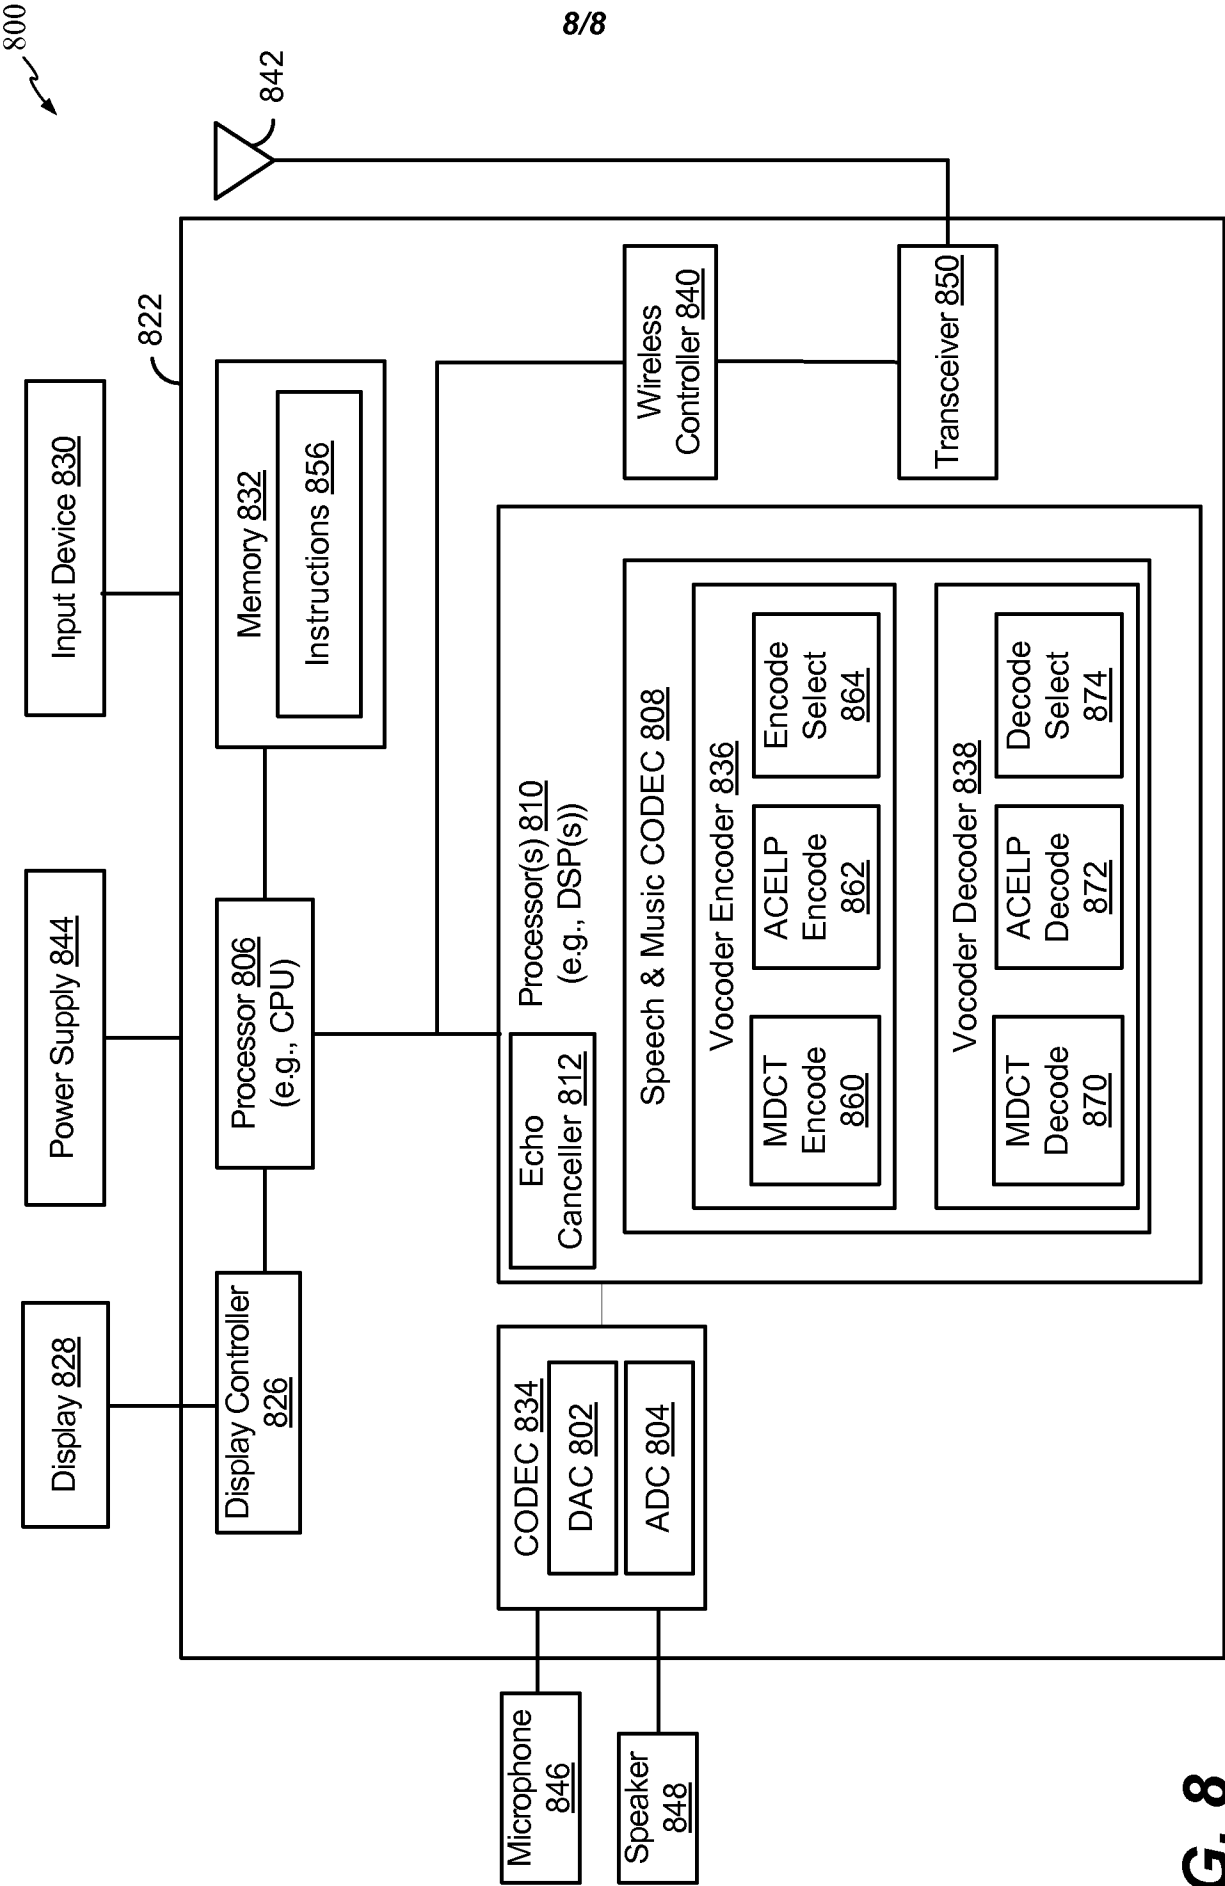 8/8
800
842
822
Display 828
Power Supply 844
Input Device 830
Display Controller
826
Processor 806
(e.g., CPU)
Memory 832
Instructions 856
Microphone
846
Speaker
848
CODEC 834
DAC 802
ADC 804
Echo
Canceller 812
Processor(s) 810
(e.g., DSP(s))
Speech & Music CODEC 808
Vocoder Encoder 836
MDCT
Encode
860
ACELP
Encode
862
Encode
Select
864
Vocoder Decoder 838
MDCT
Decode
870
ACELP
Decode
872
Decode
Select
874
Wireless
Controller 840
Transceiver 850
G. 8